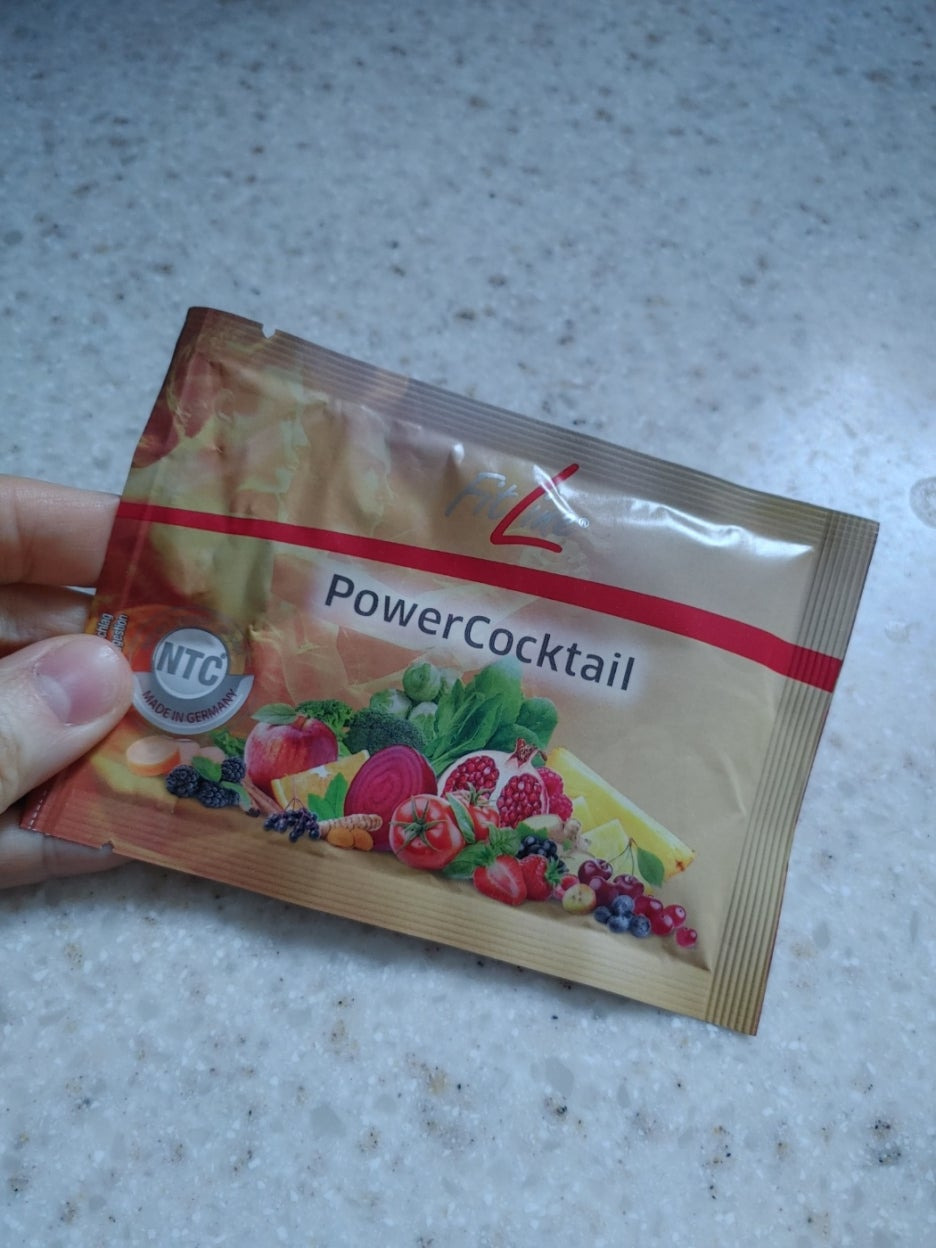 FitLine®
PowerCocktail
NTC®
MADE IN GERMANY